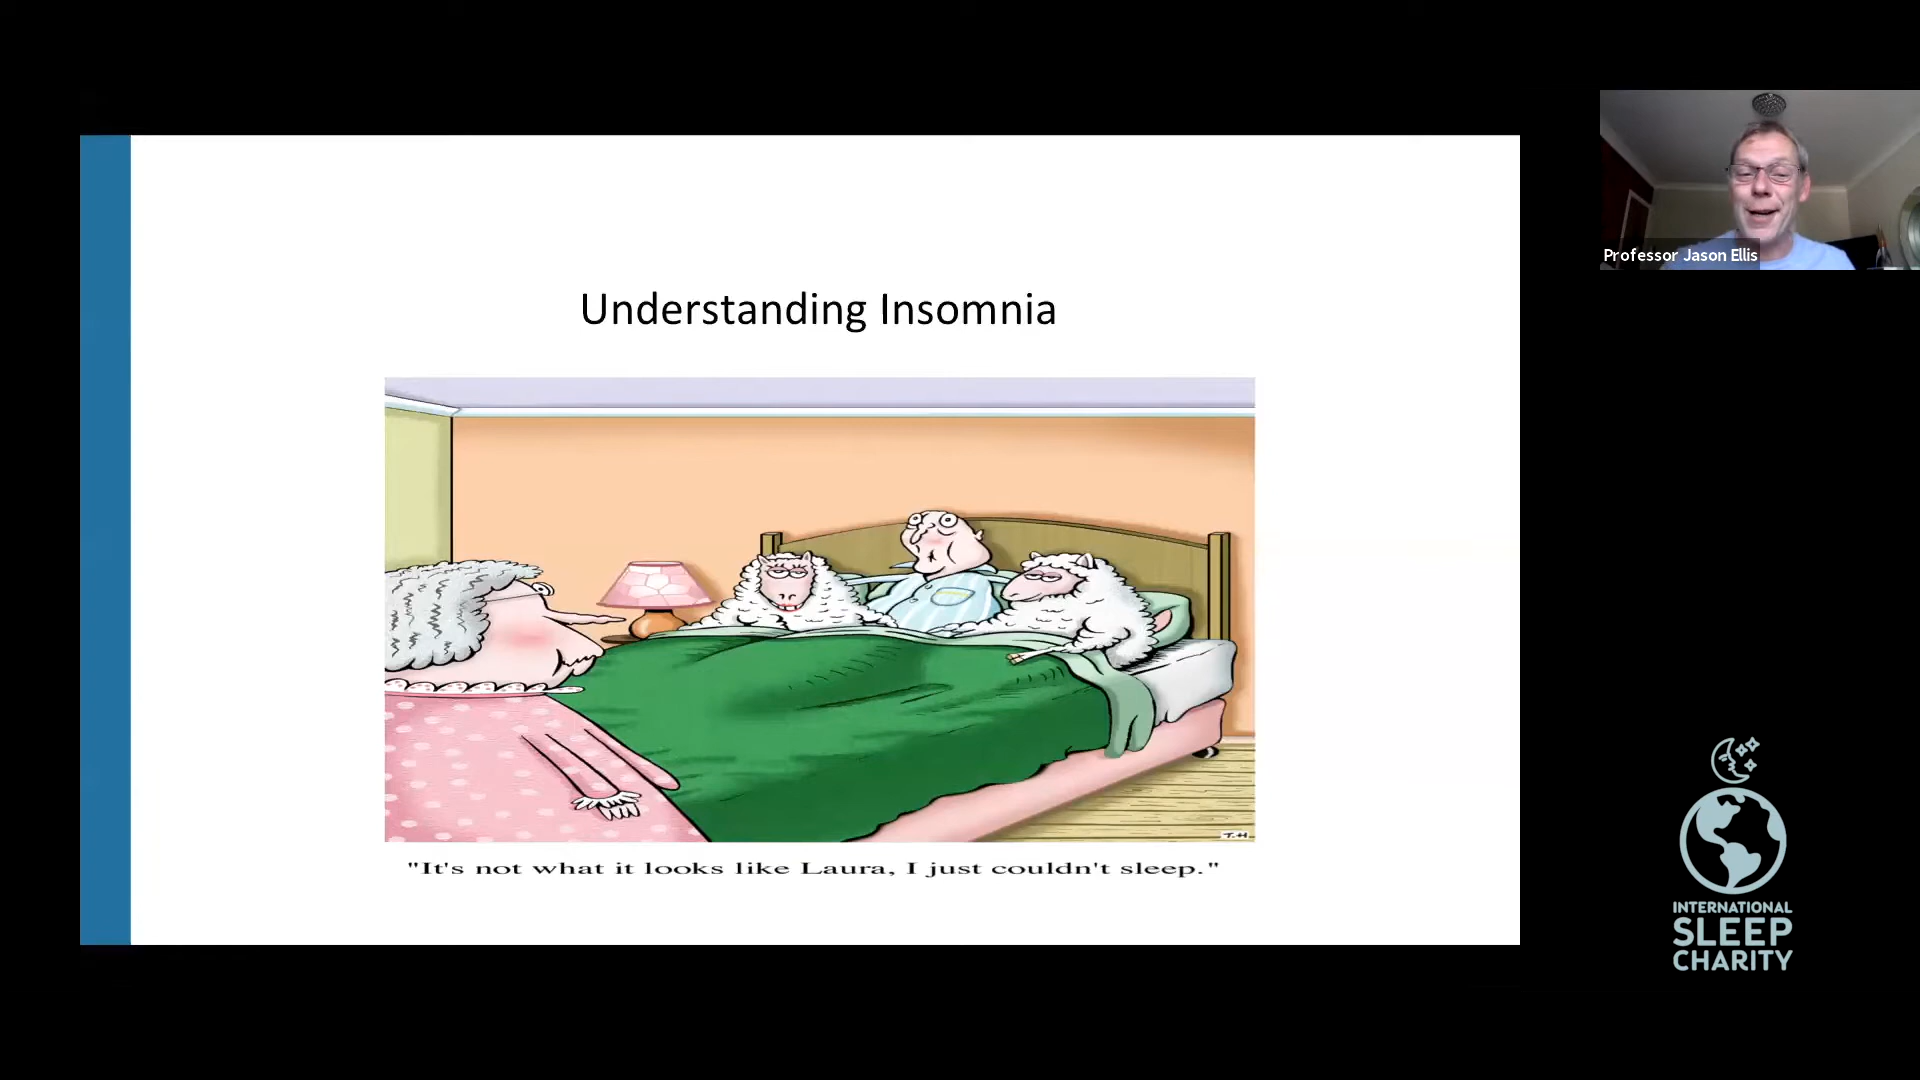 Professor Jason Ellis
Understanding Insomnia
T.H
"It's not what it looks like Laura, I just couldn't sleep."
INTERNATIONAL
SLEEP
CHARITY